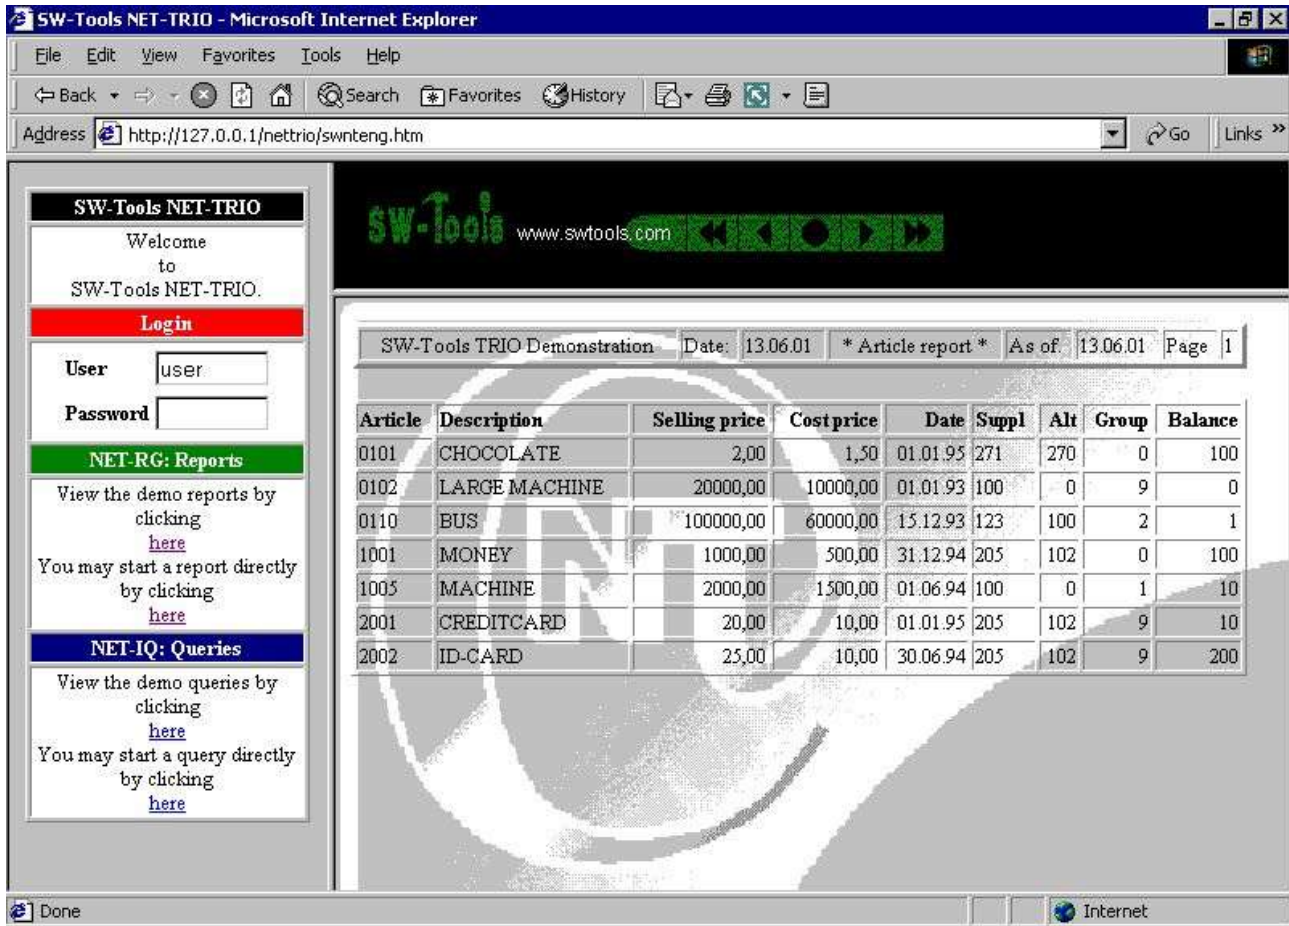 SW-Tools NET-TRIO - Microsoft Internet Explorer
File Edit View Favorites Tools Help
Back Search Favorites History
Address http://127.0.0.1/nettrio/swnteng.htm Go Links »
SW-Tools NET-TRIO
Welcome
to
SW-Tools NET-TRIO.
Login
User user
Password
NET-RG: Reports
View the demo reports by
clicking
here
You may start a report directly
by clicking
here
NET-IQ: Queries
View the demo queries by
clicking
here
You may start a query directly
by clicking
here
SW-Tools www.swtools.com
SW-Tools TRIO Demonstration Date: 13.06.01 * Article report * As of. 13.06.01 Page 1
Article Description Selling price Cost price Date Suppl Alt Group Balance
0101 CHOCOLATE 2,00 1,50 01.01.95 271 270 0 100
0102 LARGE MACHINE 20000,00 10000,00 01.01.93 100 0 9 0
0110 BUS 100000,00 60000,00 15.12.93 123 100 2 1
1001 MONEY 1000,00 500,00 31.12.94 205 102 0 100
1005 MACHINE 2000,00 1500,00 01.06.94 100 0 1 10
2001 CREDITCARD 20,00 10,00 01.01.95 205 102 9 10
2002 ID-CARD 25,00 10,00 30.06.94 205 102 9 200
Done Internet